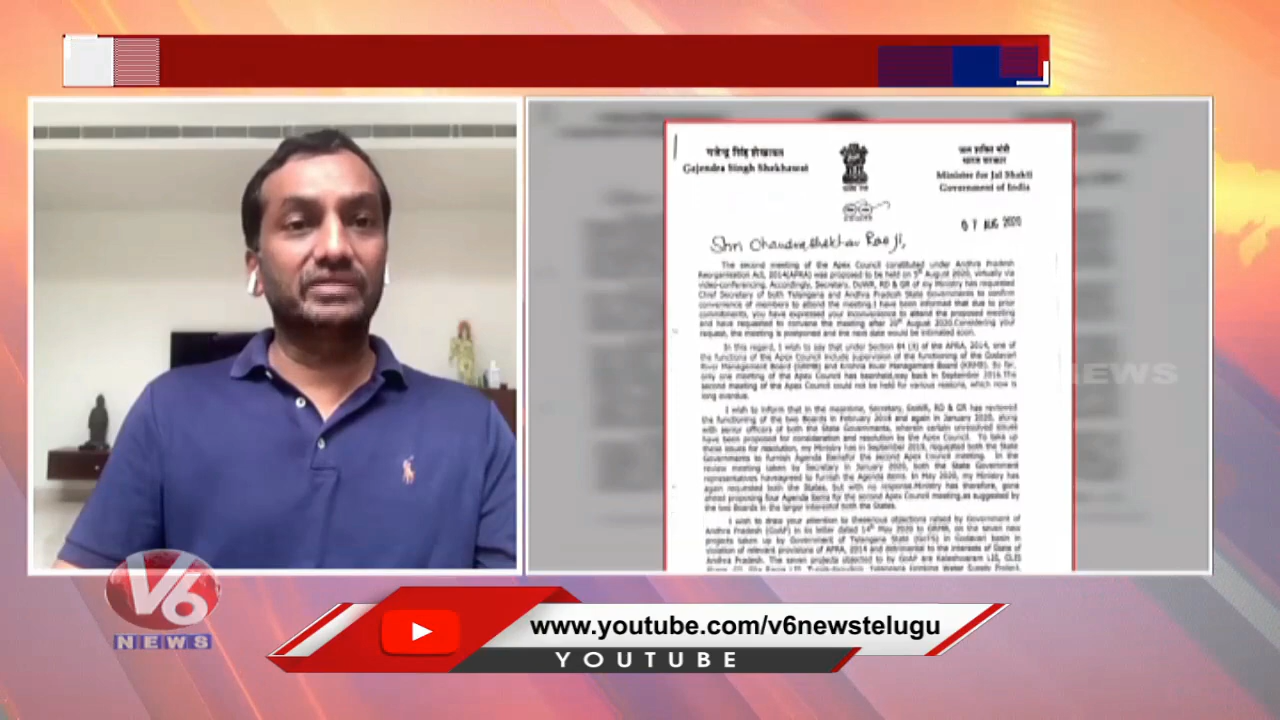 गजेन्द्र सिंह शेखावत
Gajendra Singh Shekhawat
जल शक्ति मंत्री
भारत सरकार
Minister for Jal Shakti
Government of India
07 AUG 2020
Shri Chandrashekhar Rao ji,
The second meeting of the Apex Council constituted under Andhra Pradesh
Reorganisation Act, 2014(APRA) was proposed to be held on 5th August 2020, virtually via
video-conferencing. Accordingly, Secretary, DoWR, RD & GR of my Ministry has requested
Chief Secretary of both Telangana and Andhra Pradesh State Governments to confirm
convenience of members to attend the meeting. I have been informed that due to prior
commitments, you have expressed your inconvenience to attend the proposed meeting
and have requested to convene the meeting after 20th August 2020.Considering your
request, the meeting is postponed and the next date would be intimated soon.
In this regard, I wish to say that under Section 84 (3) of the APRA, 2014, one of
the functions of the Apex Council include supervision of the functioning of the Godavari
River Management Board (GRMB) and Krishna River Management Board (KRMB). So far,
only one meeting of the Apex Council has been held, way back in September 2016.The
second meeting of the Apex Council could not be held for various reasons, which now is
long overdue.
I wish to inform that in the meantime, Secretary, DoWR, RD & GR has reviewed
the functioning of the two Boards in February 2018 and again in January 2020, along
with senior officers of both the State Governments, wherein certain unresolved issues
have been proposed for consideration and resolution by the Apex Council. To take up
these issues for resolution, my Ministry has in September 2019, requested both the State
Governments to furnish Agenda items for the second Apex Council meeting. In the
review meeting taken by Secretary in January 2020, both the State Government
representatives have agreed to furnish the Agenda items. In May 2020, my Ministry has
again requested both the States, but with no response. Ministry has therefore, gone
ahead proposing four Agenda items for the second Apex Council meeting, as suggested by
the two Boards in the larger interest of both the States.
I wish to draw your attention to the serious objections raised by Government of
Andhra Pradesh (GoAP) in its letter dated 14th May 2020 to GRMB, on the seven new
projects taken up by Government of Telangana State (GoTS) in Godavari basin in
violation of relevant provisions of APRA, 2014 and detrimental to the interests of State of
Andhra Pradesh. The seven projects objected to by GoAP are Kaleshwaram LIS, GLIS
NEWS
V6
NEWS
www.youtube.com/v6newstelugu
YOUTUBE